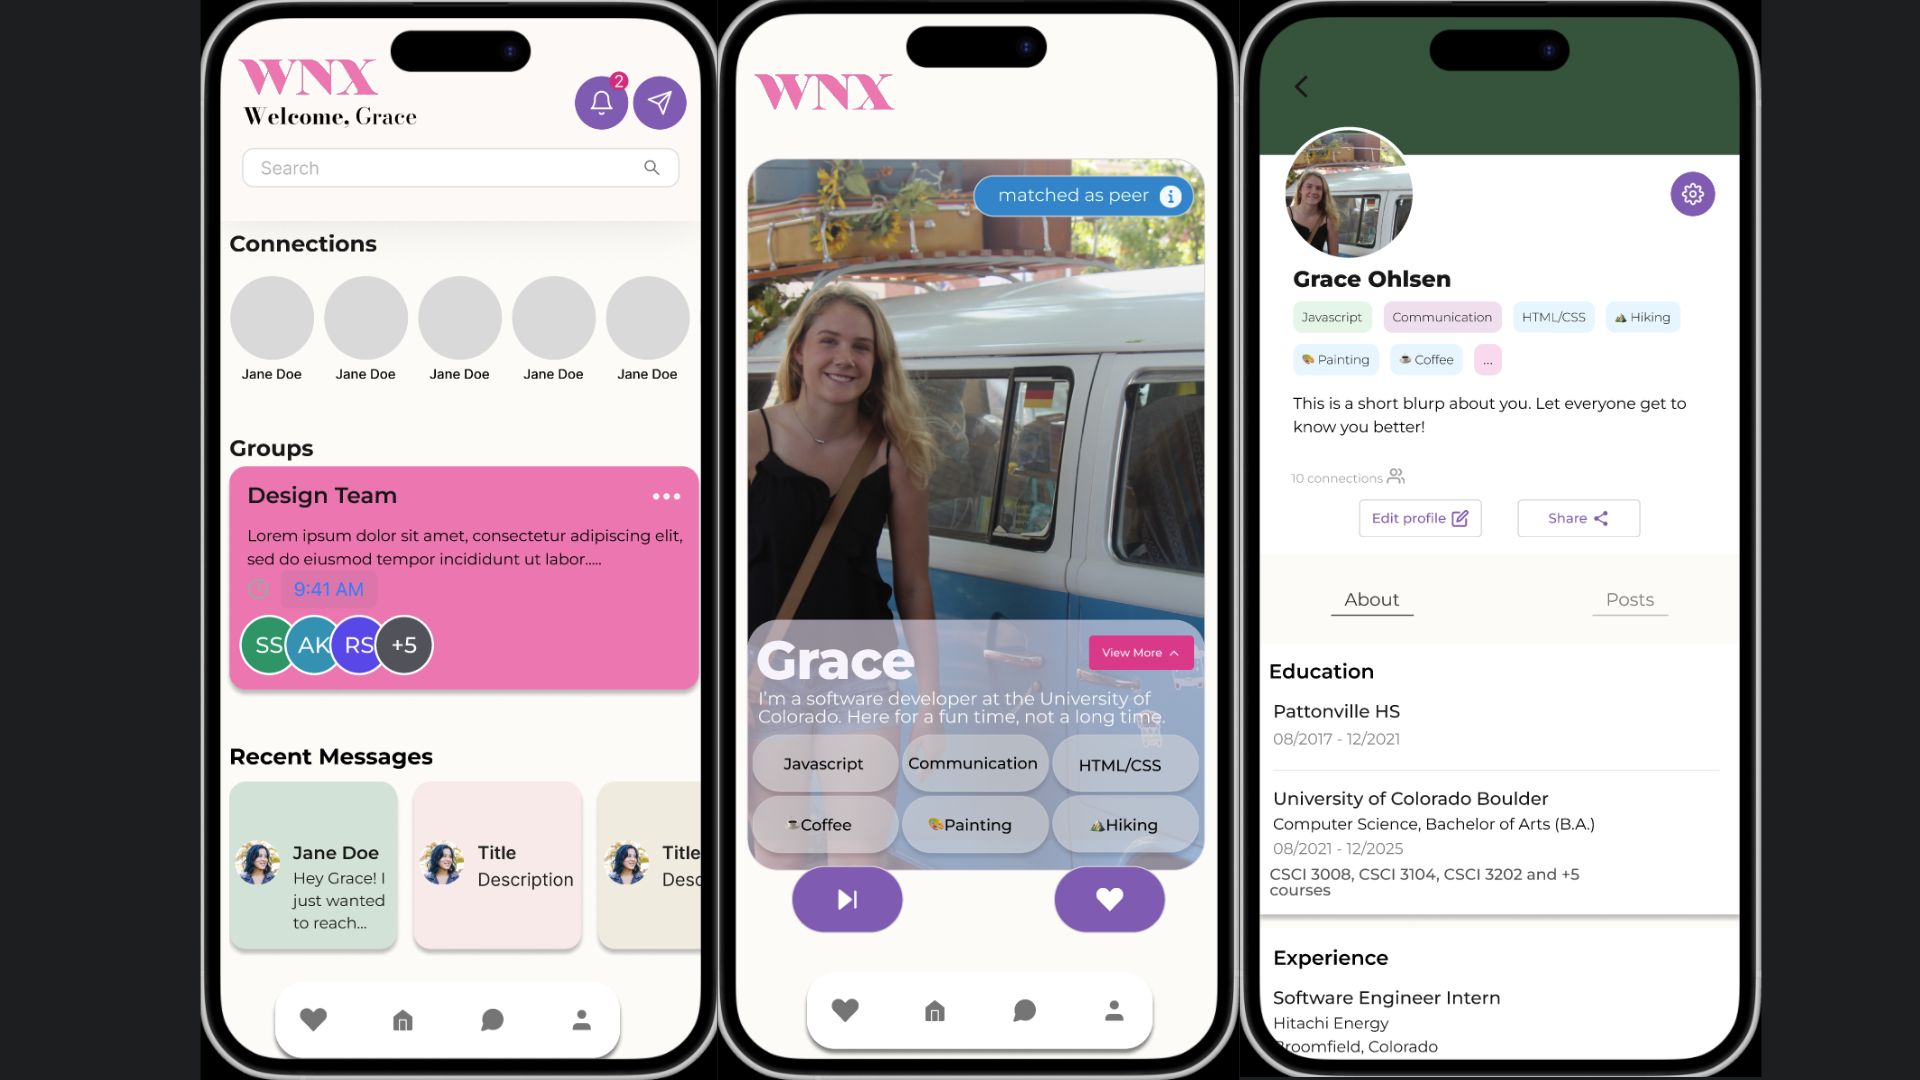 WNX
2
Welcome, Grace
Search
Connections
Jane Doe
Jane Doe
Jane Doe
Jane Doe
Jane Doe
Groups
Design Team
Lorem ipsum dolor sit amet, consectetur adipiscing elit,
sed do eiusmod tempor incididunt ut labor.....
9:41 AM
SS
AK
RS
+5
Recent Messages
Jane Doe
Hey Grace! I
just wanted
to reach...
Title
Description
Title
Desc
WNX
matched as peer
Grace
View More
I'm a software developer at the University of
Colorado. Here for a fun time, not a long time.
Javascript
Communication
HTML/CSS
Coffee
Painting
Hiking
Grace Ohlsen
Javascript
Communication
HTML/CSS
Hiking
Painting
Coffee
...
This is a short blurp about you. Let everyone get to
know you better!
10 connections
Edit profile
Share
About
Posts
Education
Pattonville HS
08/2017 - 12/2021
University of Colorado Boulder
Computer Science, Bachelor of Arts (B.A.)
08/2021 - 12/2025
CSCI 3008, CSCI 3104, CSCI 3202 and +5
courses
Experience
Software Engineer Intern
Hitachi Energy
Broomfield, Colorado